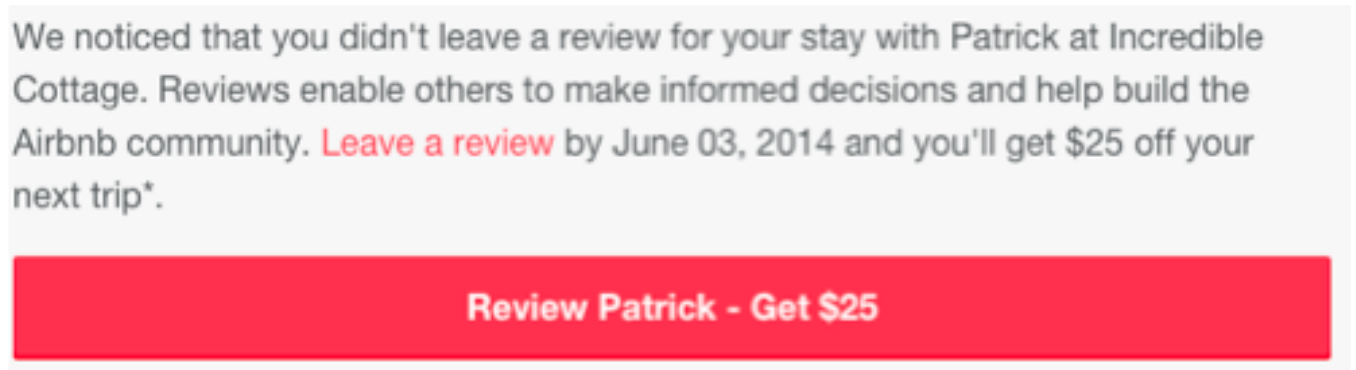 We noticed that you didn't leave a review for your stay with Patrick at Incredible
Cottage. Reviews enable others to make informed decisions and help build the
Airbnb community. Leave a review by June 03, 2014 and you'll get $25 off your
next trip*.
Review Patrick - Get $25